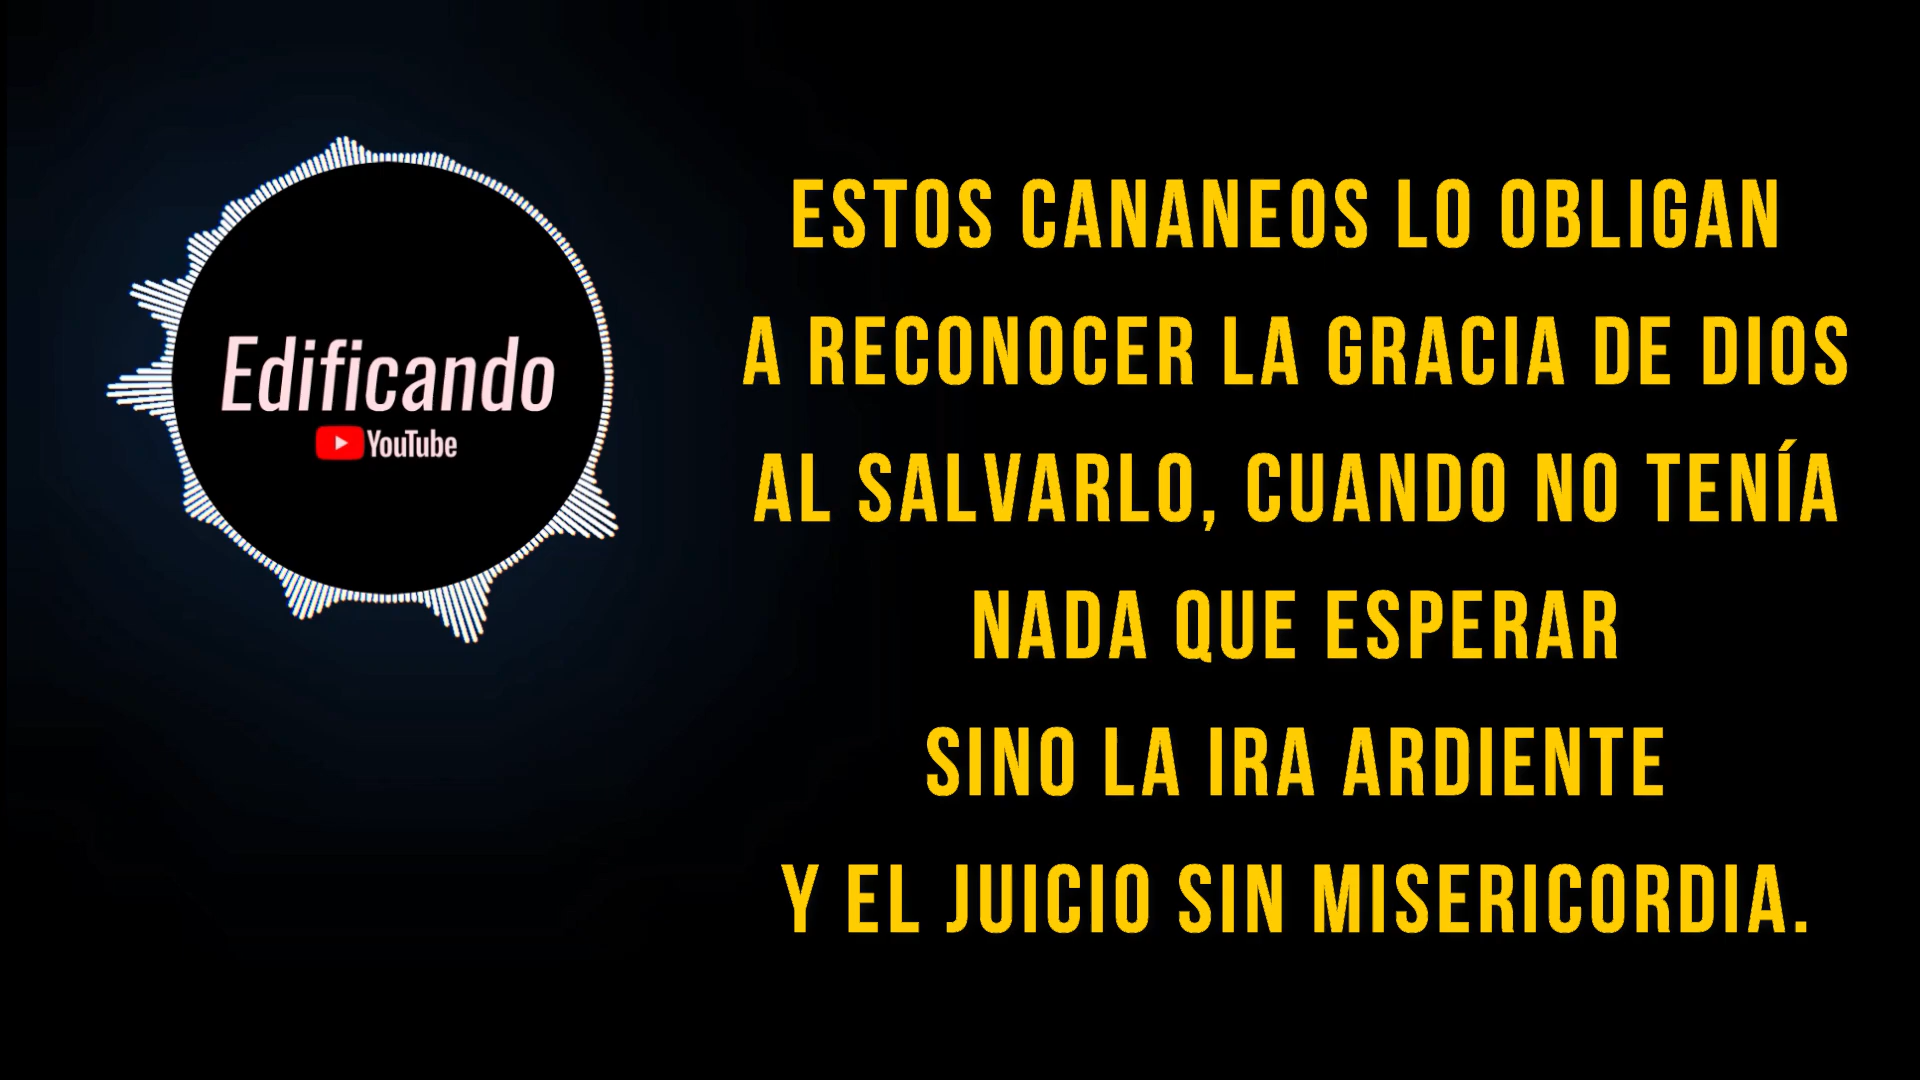 Edificando
YouTube
ESTOS CANANEOS LO OBLIGAN
A RECONOCER LA GRACIA DE DIOS
AL SALVARLO, CUANDO NO TENÍA
NADA QUE ESPERAR
SINO LA IRA ARDIENTE
Y EL JUICIO SIN MISERICORDIA.